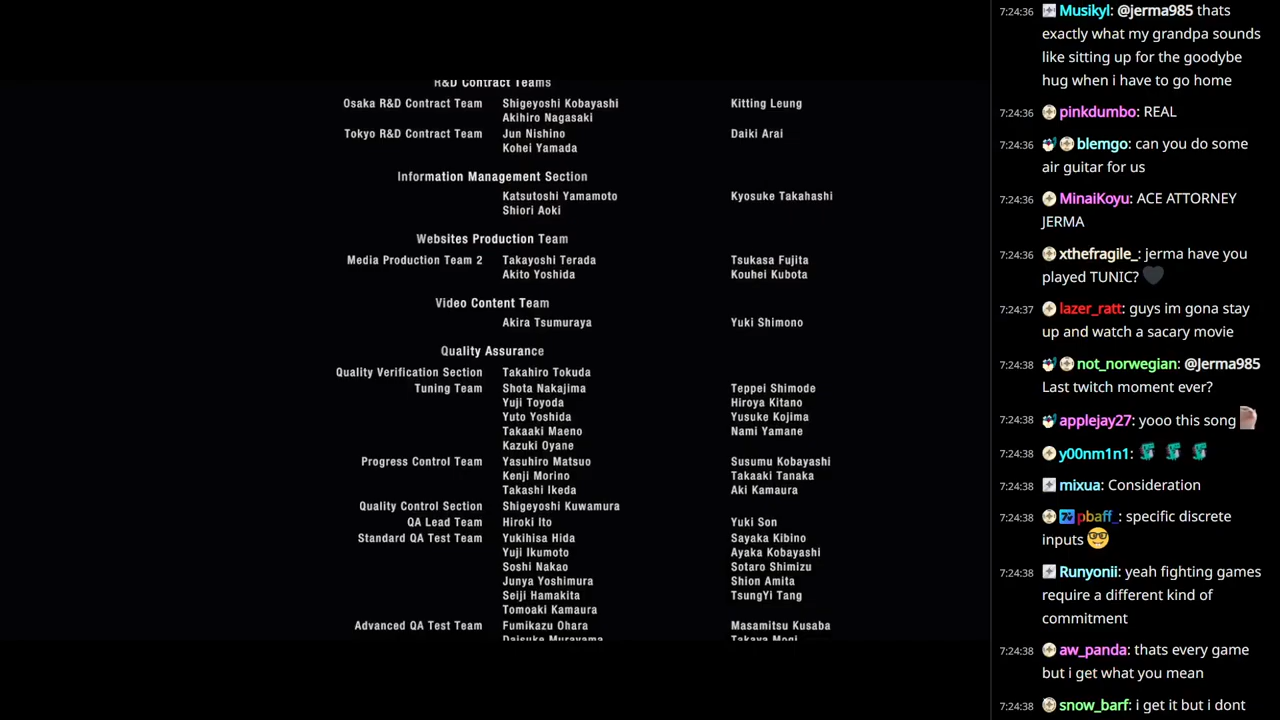 R&D Contract Teams
Osaka R&D Contract Team Shigeyoshi Kobayashi Kitting Leung
Akihiro Nagasaki
Tokyo R&D Contract Team Jun Nishino Daiki Arai
Kohei Yamada
Information Management Section
Katsutoshi Yamamoto Kyosuke Takahashi
Shiori Aoki
Websites Production Team
Media Production Team 2 Takayoshi Terada Tsukasa Fujita
Akito Yoshida Kouhei Kubota
Video Content Team
Akira Tsumuraya Yuki Shimono
Quality Assurance
Quality Verification Section Takahiro Tokuda
Tuning Team Shota Nakajima Teppei Shimode
Yuji Toyoda Hiroya Kitano
Yuto Yoshida Yusuke Kojima
Takaaki Maeno Nami Yamane
Kazuki Oyane
Progress Control Team Yasuhiro Matsuo Susumu Kobayashi
Kenji Morino Takaaki Tanaka
Takashi Ikeda Aki Kamaura
Quality Control Section Shigeyoshi Kuwamura
QA Lead Team Hiroki Ito Yuki Son
Standard QA Test Team Yukihisa Hida Sayaka Kibino
Yuji Ikumoto Ayaka Kobayashi
Soshi Nakao Sotaro Shimizu
Junya Yoshimura Shion Amita
Seiji Hamakita TsungYi Tang
Tomoaki Kamaura
Advanced QA Test Team Fumikazu Ohara Masamitsu Kusaba
Daisuke Murayama Takaya Mogi
7:24:36 Musikyl: @jerma985 thats
exactly what my grandpa sounds
like sitting up for the goodybe
hug when i have to go home
7:24:36 pinkdumbo: REAL
7:24:36 blemgo: can you do some
air guitar for us
7:24:36 MinaiKoyu: ACE ATTORNEY
JERMA
7:24:36 xthefragile_: jerma have you
played TUNIC?
7:24:37 lazer_ratt: guys im gona stay
up and watch a sacary movie
7:24:38 not_norwegian: @Jerma985
Last twitch moment ever?
7:24:38 applejay27: yooo this song
7:24:38 y00nm1n1:
7:24:38 mixua: Consideration
7:24:38 pbaff_: specific discrete
inputs
7:24:38 Runyonii: yeah fighting games
require a different kind of
commitment
7:24:38 aw_panda: thats every game
but i get what you mean
7:24:38 snow_barf: i get it but i dont